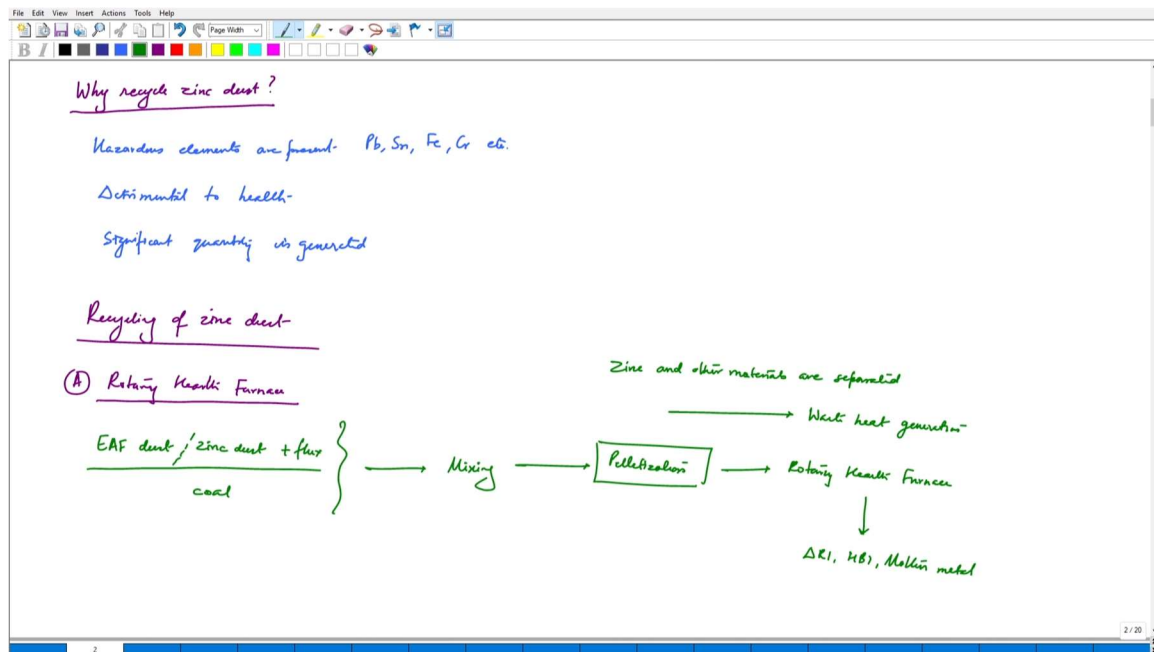 File Edit View Insert Actions Tools Help
Page Width
B I
Why recycle zinc dust?
Hazardous elements are present- Pb, Sn, Fe, Cr etc.
Detrimental to health-
Significant quantity is generated
Recycling of zinc dust-
(A) Rotary Hearth Furnace
Zinc and other materials are separated
Waste heat generation
EAF dust / zinc dust + flux
coal
Mixing
Pelletization
Rotary Hearth Furnace
DRI, HBI, Molten metal
2 / 20
2